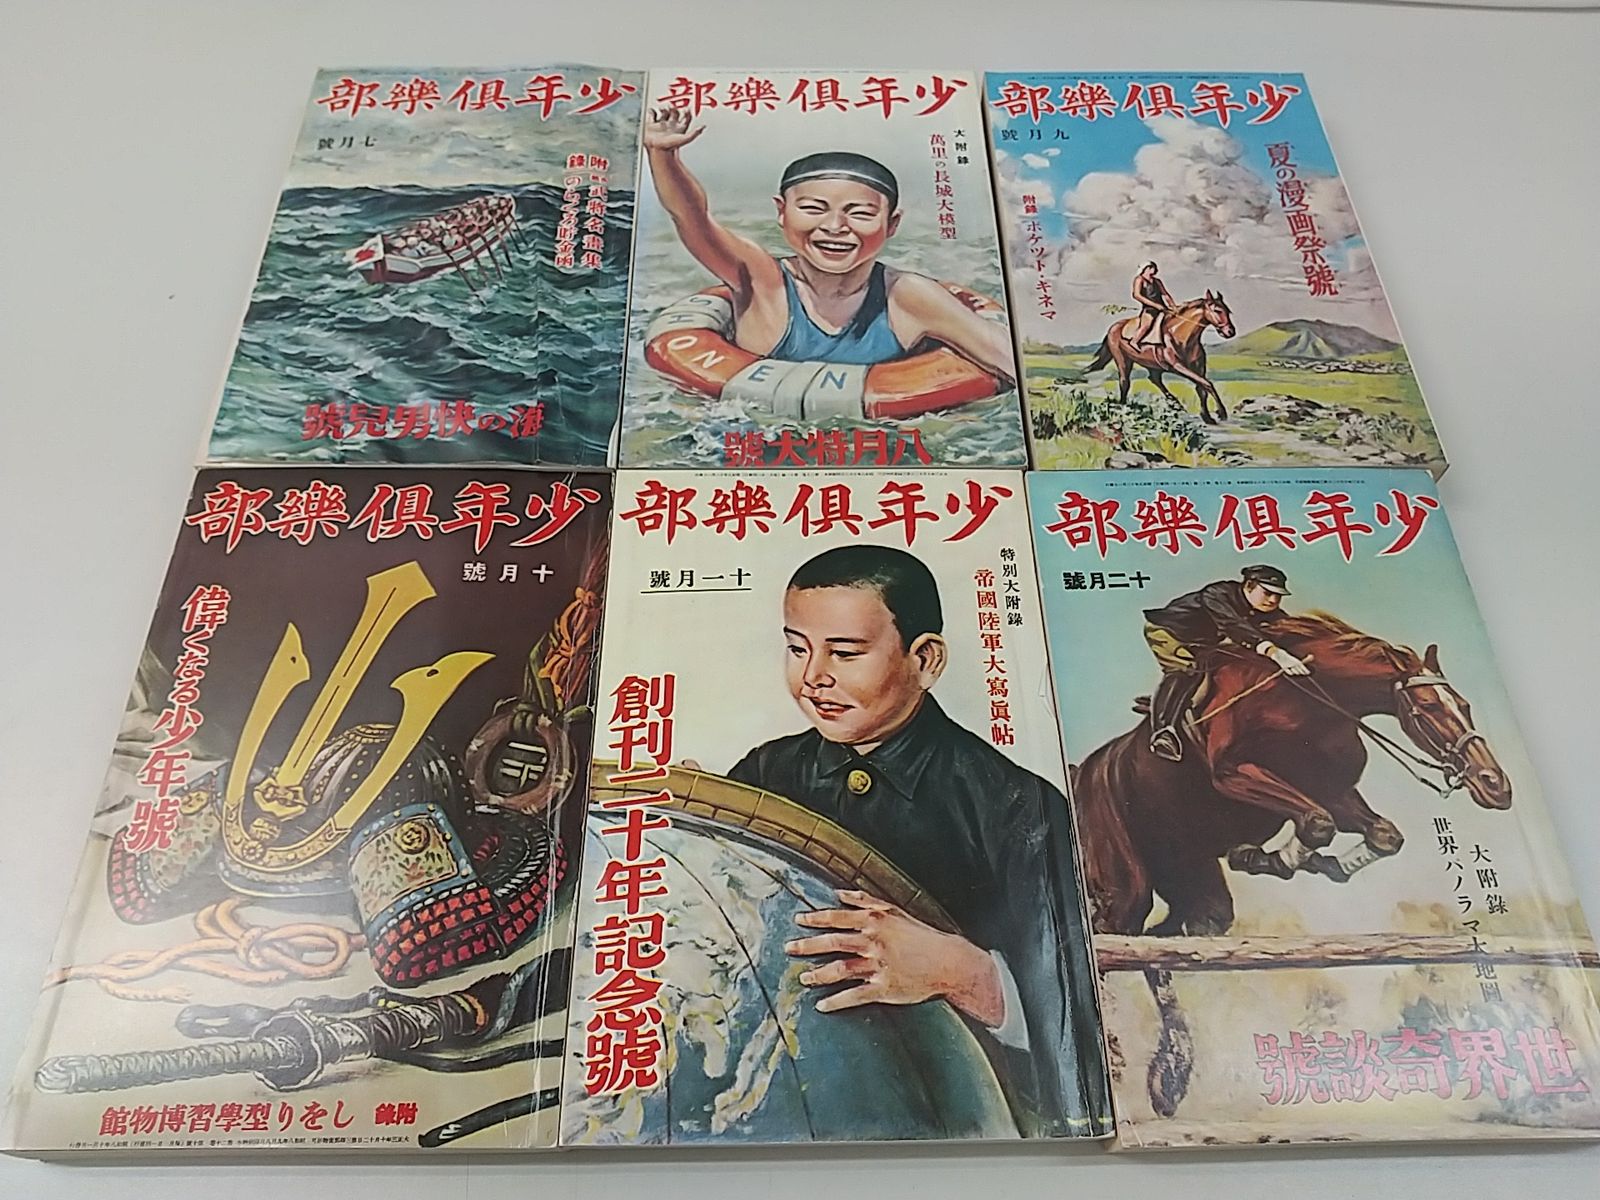 少年倶樂部
七月號
附錄
武將名畫集
のらくろ貯金函
海の快男兒號
少年倶樂部
大附錄
萬里の長城大模型
SHONEN
八月特大號
少年倶樂部
九月號
夏の漫画祭號
附錄 ポケツト・キネマ
少年倶樂部
十月號
偉くなる少年號
附錄 しをり型學習博物館
少年倶樂部
十一月號
特別大附錄
帝國陸軍大寫眞帖
創刊二十年記念號
少年倶樂部
十二月號
大附錄
世界パノラマ大地圖
世界奇談號